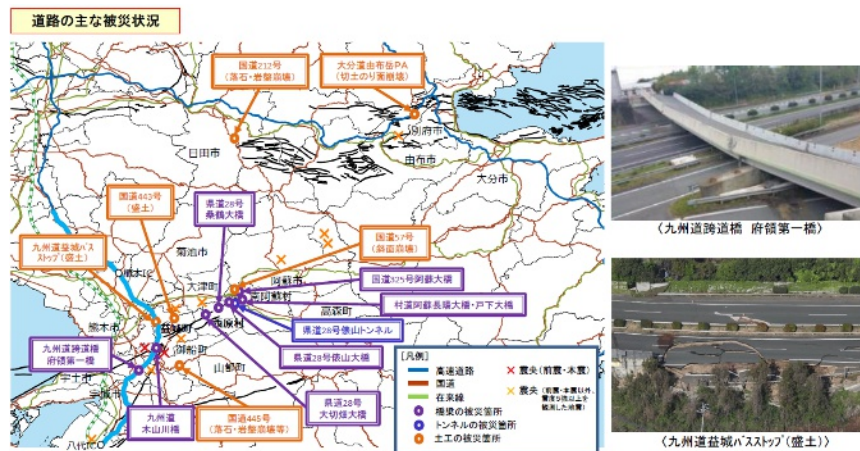 道路の主な被災状況
国道212号
(落石・岩盤崩壊)
大分道由布岳PA
(切土のり面崩壊)
別府市
日田市
由布市
大分市
国道443号
(盛土)
県道28号
桑鶴大橋
九州道益城バス
ストップ(盛土)
菊池市
国道57号
(斜面崩壊)
大津町
阿蘇市
国道325号阿蘇大橋
南阿蘇村
高森町
村道阿蘇長陽大橋・戸下大橋
熊本市
益城町
西原村
県道28号俵山トンネル
九州道跨道橋
府領第一橋
御船町
県道28号俵山大橋
山都町
宇土市
宇城市
九州道
木山川橋
国道445号
(落石・岩盤崩壊等)
県道28号
大切畑大橋
[凡例]
高速道路
国道
在来線
橋梁の被災箇所
トンネルの被災箇所
土工の被災箇所
震央(前震・本震)
震央(前震・本震以外、
震度5弱以上を
観測した地震)
〈九州道跨道橋 府領第一橋〉
〈九州道益城バスストップ(盛土)〉